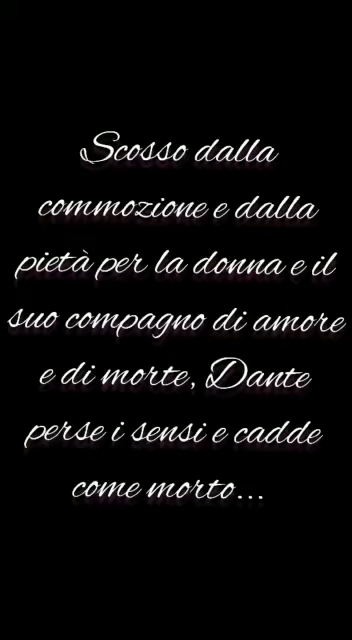 Scosso dalla
commozione e dalla
pietà per la donna e il
suo compagno di amore
e di morte, Dante
perse i sensi e cadde
come morto...